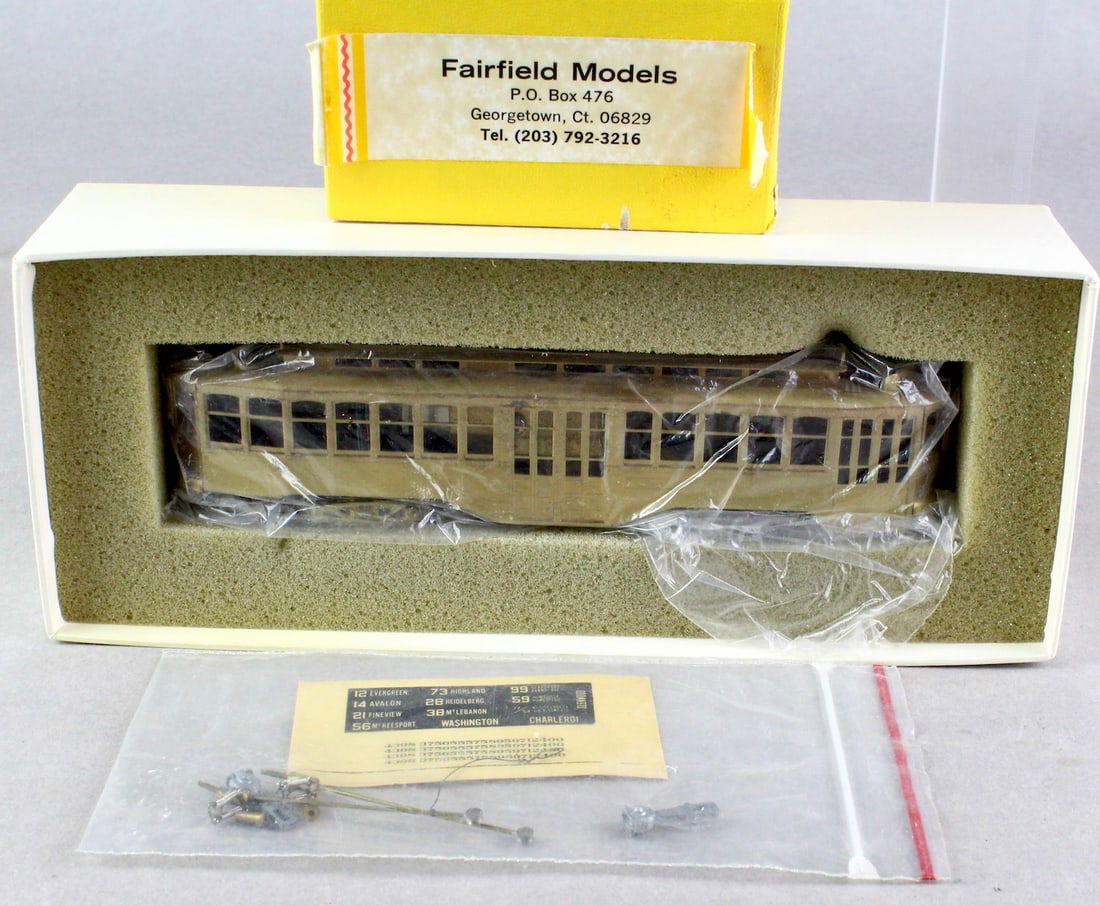 Fairfield Models
P.O. Box 476
Georgetown, Ct. 06829
Tel. (203) 792-3216
12 EVERGREEN 73 HIGHLAND 99
14 AVALON 28 HEIDELBERG 59
21 FINEVIEW 38 MT LEBANON
56 MCKEESPORT WASHINGTON CHARLEROI